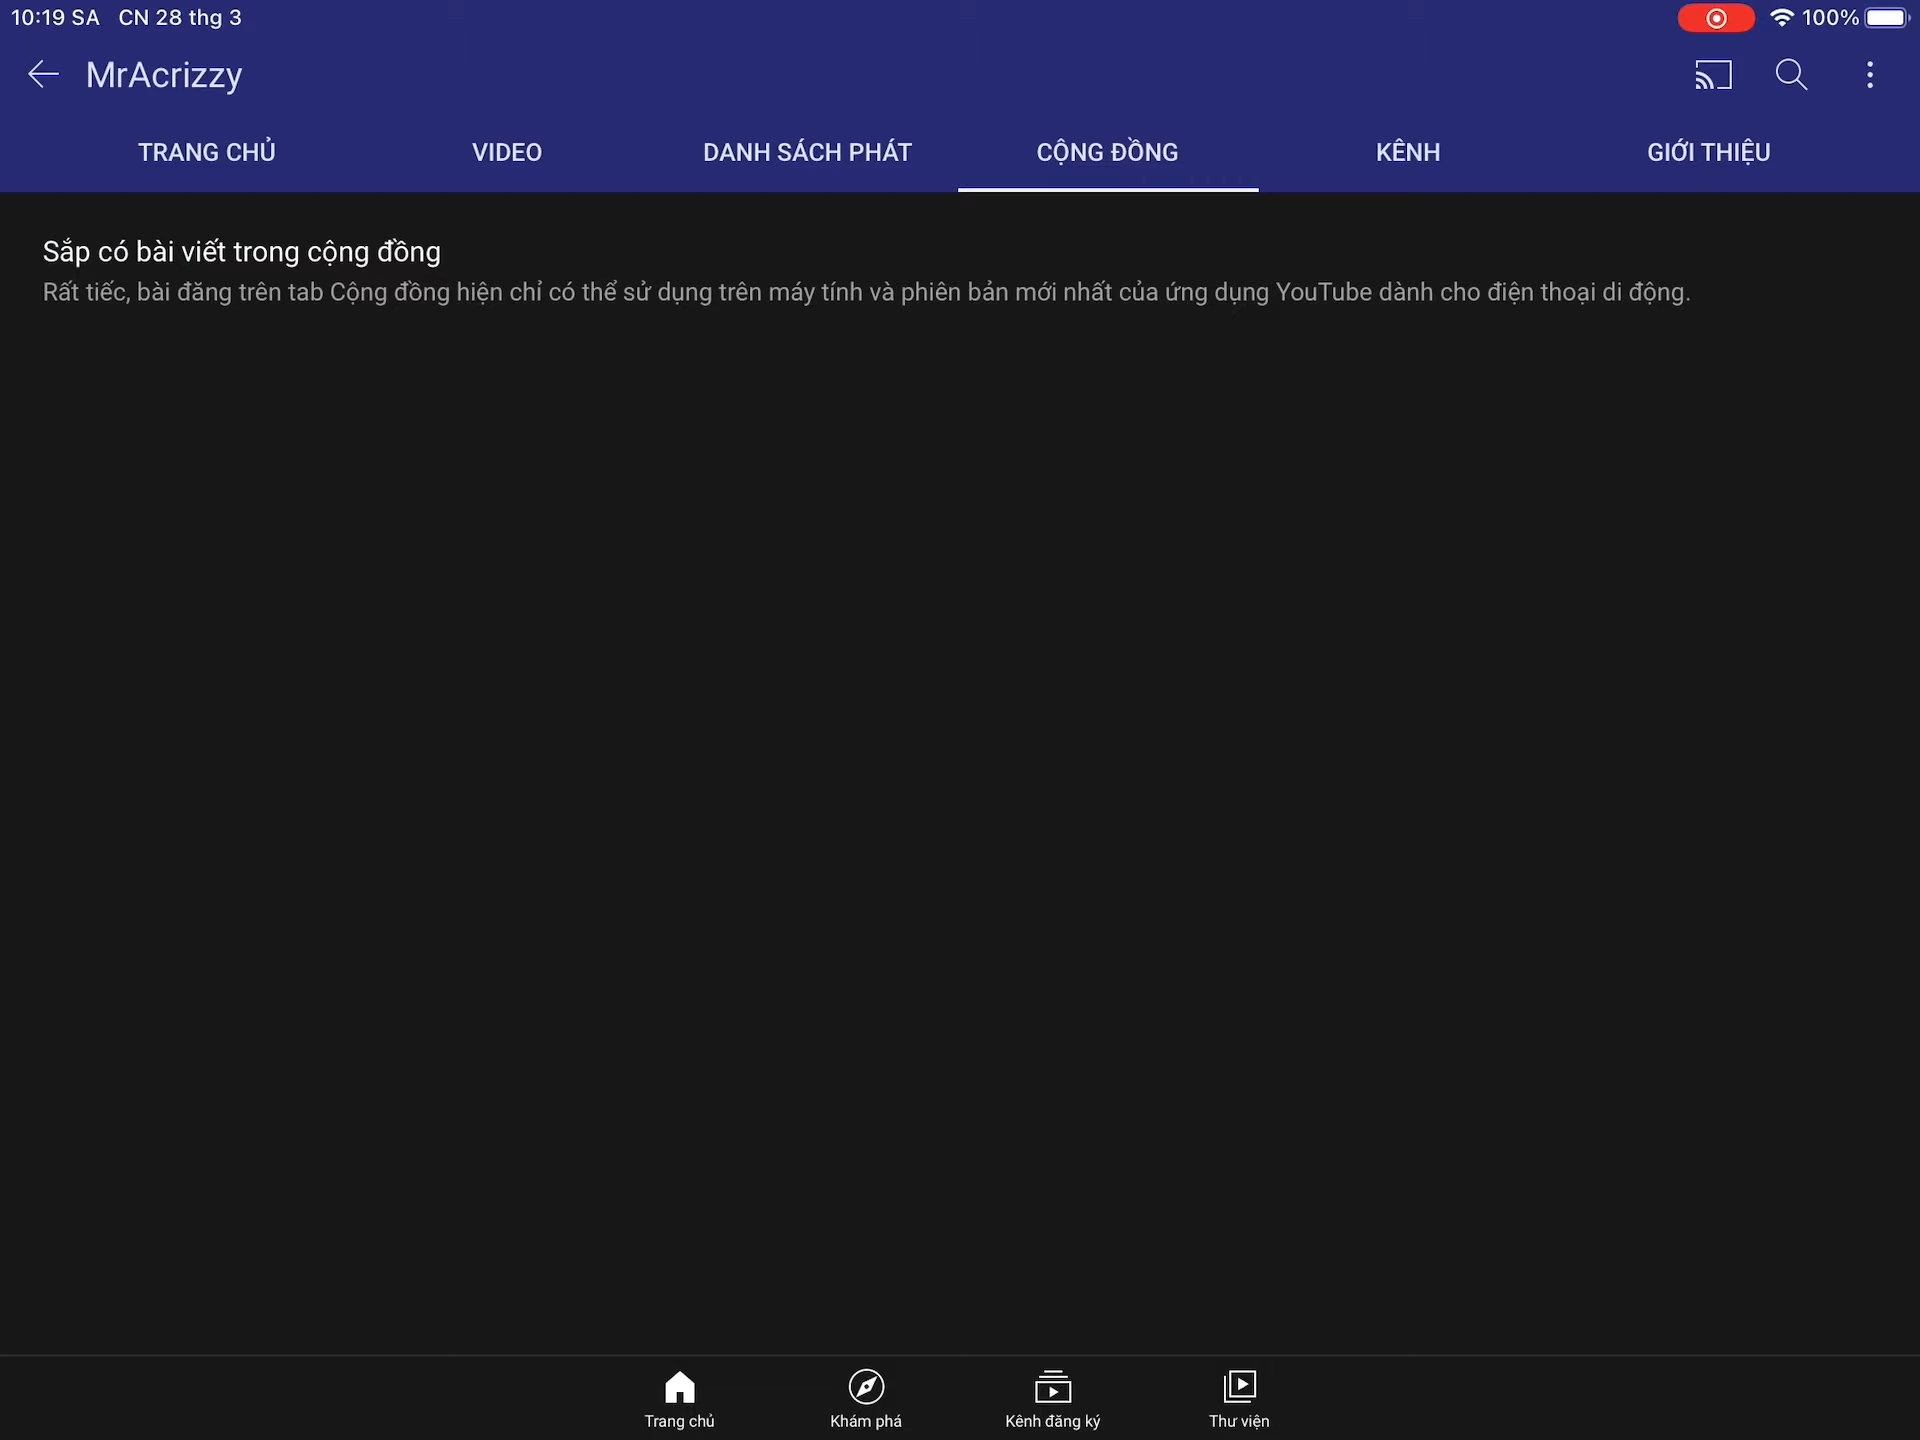 10:19 SA CN 28 thg 3
100%
MrAcrizzy
TRANG CHỦ VIDEO DANH SÁCH PHÁT CỘNG ĐỒNG KÊNH GIỚI THIỆU
Sắp có bài viết trong cộng đồng
Rất tiếc, bài đăng trên tab Cộng đồng hiện chỉ có thể sử dụng trên máy tính và phiên bản mới nhất của ứng dụng YouTube dành cho điện thoại di động.
Trang chủ Khám phá Kênh đăng ký Thư viện